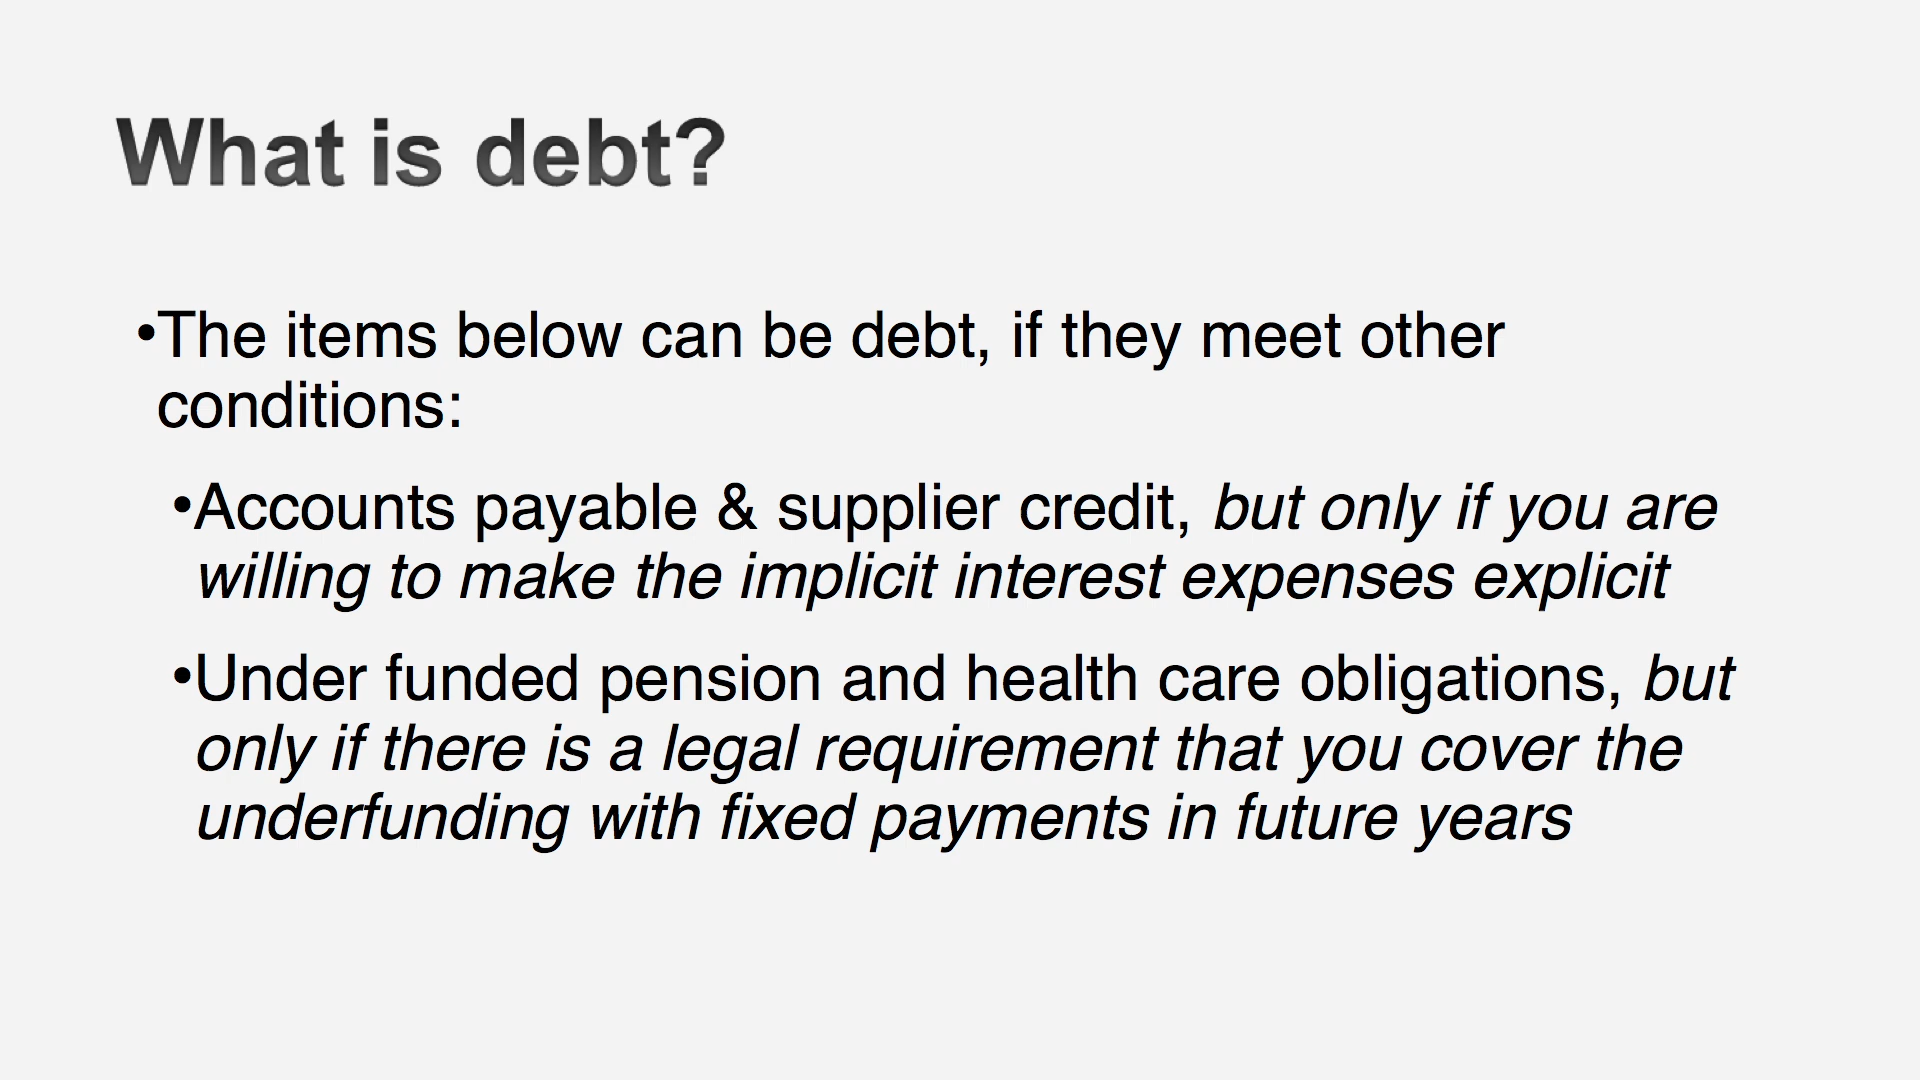 What is debt?
•The items below can be debt, if they meet other
conditions:
•Accounts payable & supplier credit, but only if you are
willing to make the implicit interest expenses explicit
•Under funded pension and health care obligations, but
only if there is a legal requirement that you cover the
underfunding with fixed payments in future years